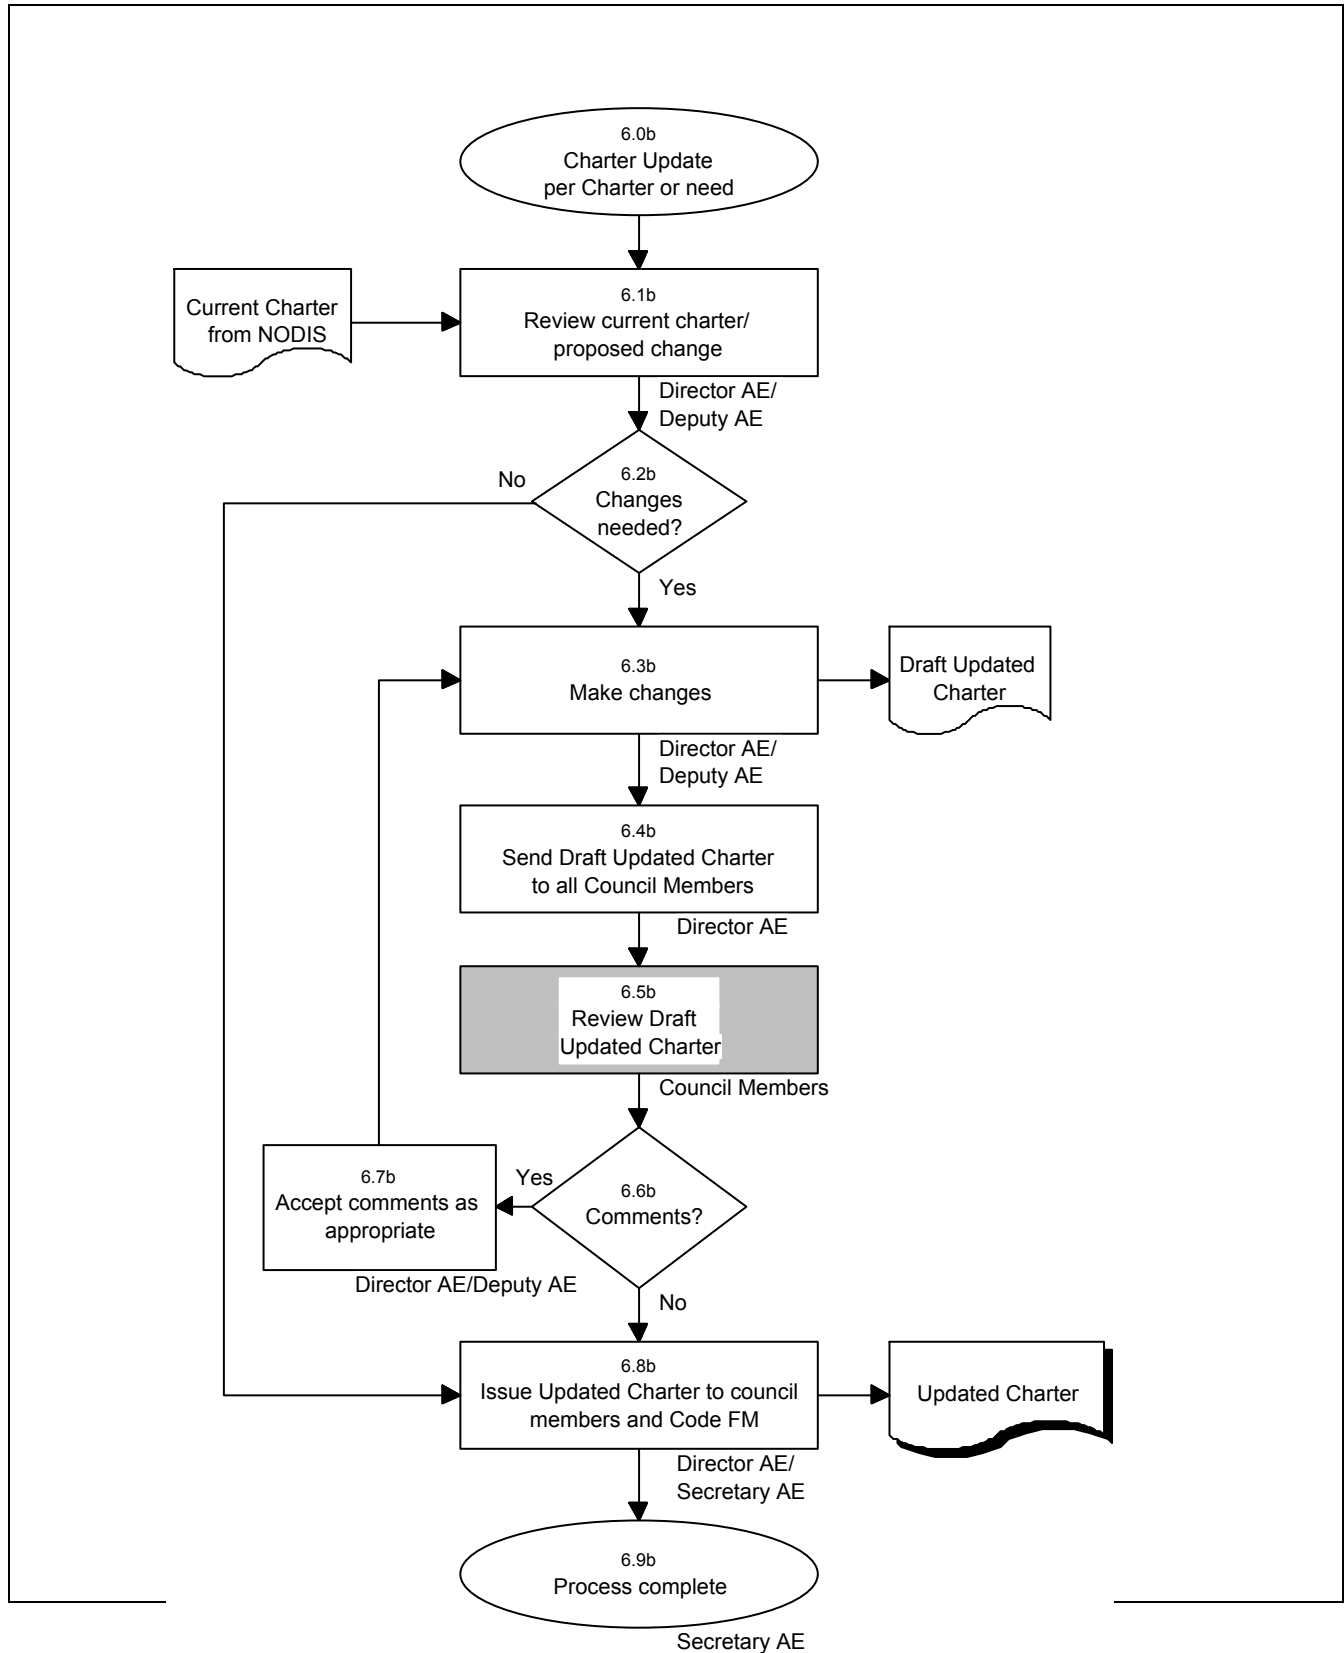 6.0b
Charter Update
per Charter or need
Current Charter
from NODIS
6.1b
Review current charter/
proposed change
Director AE/
Deputy AE
No
6.2b
Changes
needed?
Yes
6.3b
Make changes
Draft Updated
Charter
Director AE/
Deputy AE
6.4b
Send Draft Updated Charter
to all Council Members
Director AE
6.5b
Review Draft
Updated Charter
Council Members
6.7b
Accept comments as
appropriate
Yes
6.6b
Comments?
Director AE/Deputy AE
No
6.8b
Issue Updated Charter to council
members and Code FM
Updated Charter
Director AE/
Secretary AE
6.9b
Process complete
Secretary AE